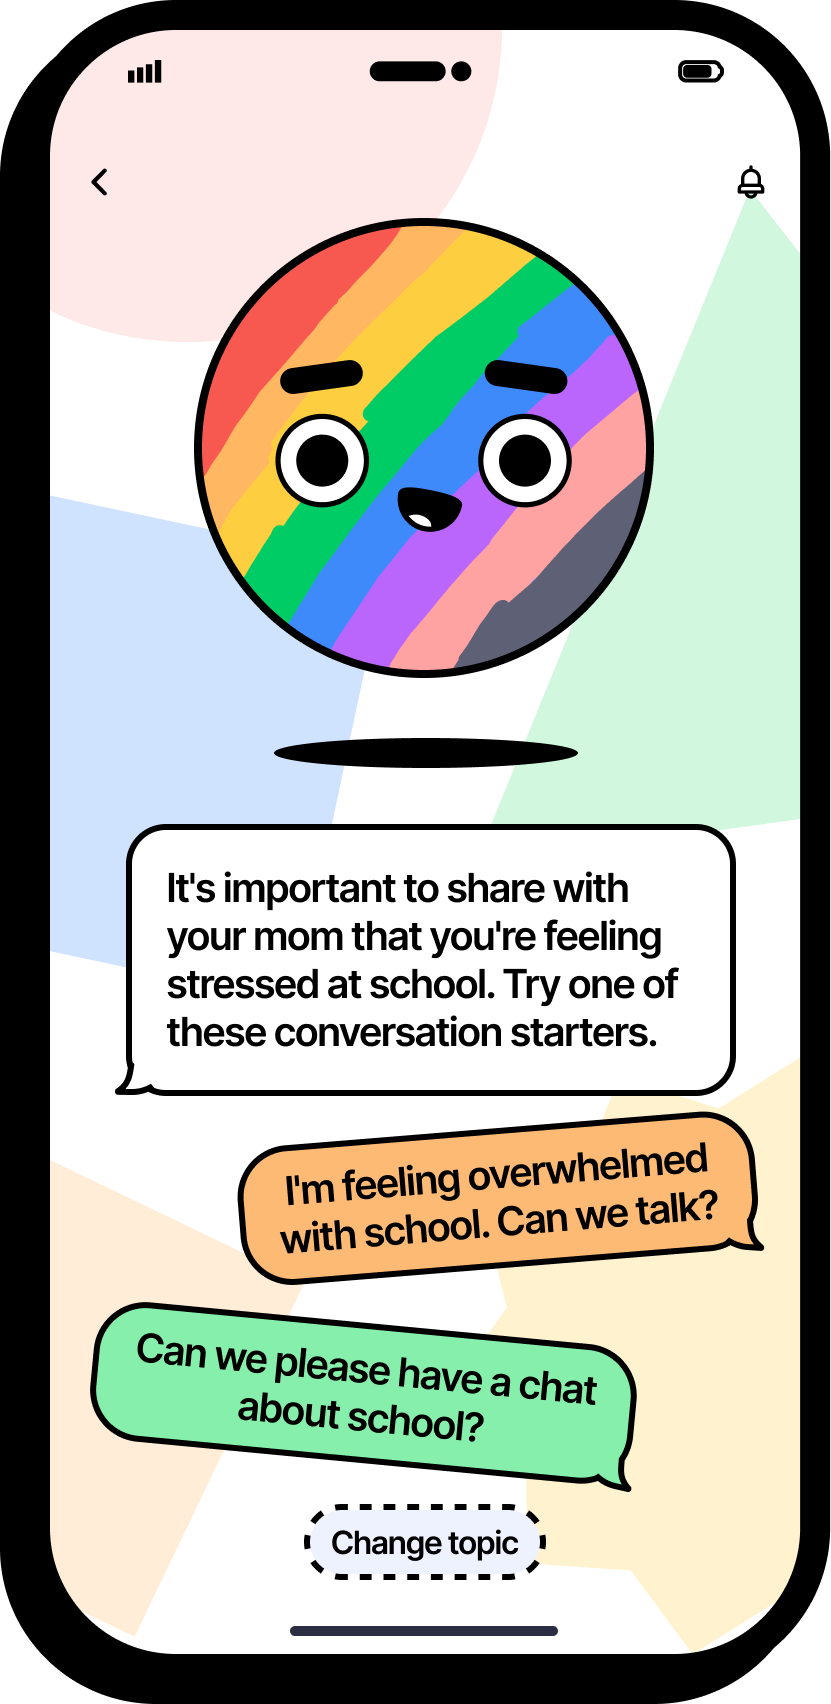 It's important to share with
your mom that you're feeling
stressed at school. Try one of
these conversation starters.
I'm feeling overwhelmed
with school. Can we talk?
Can we please have a chat
about school?
Change topic